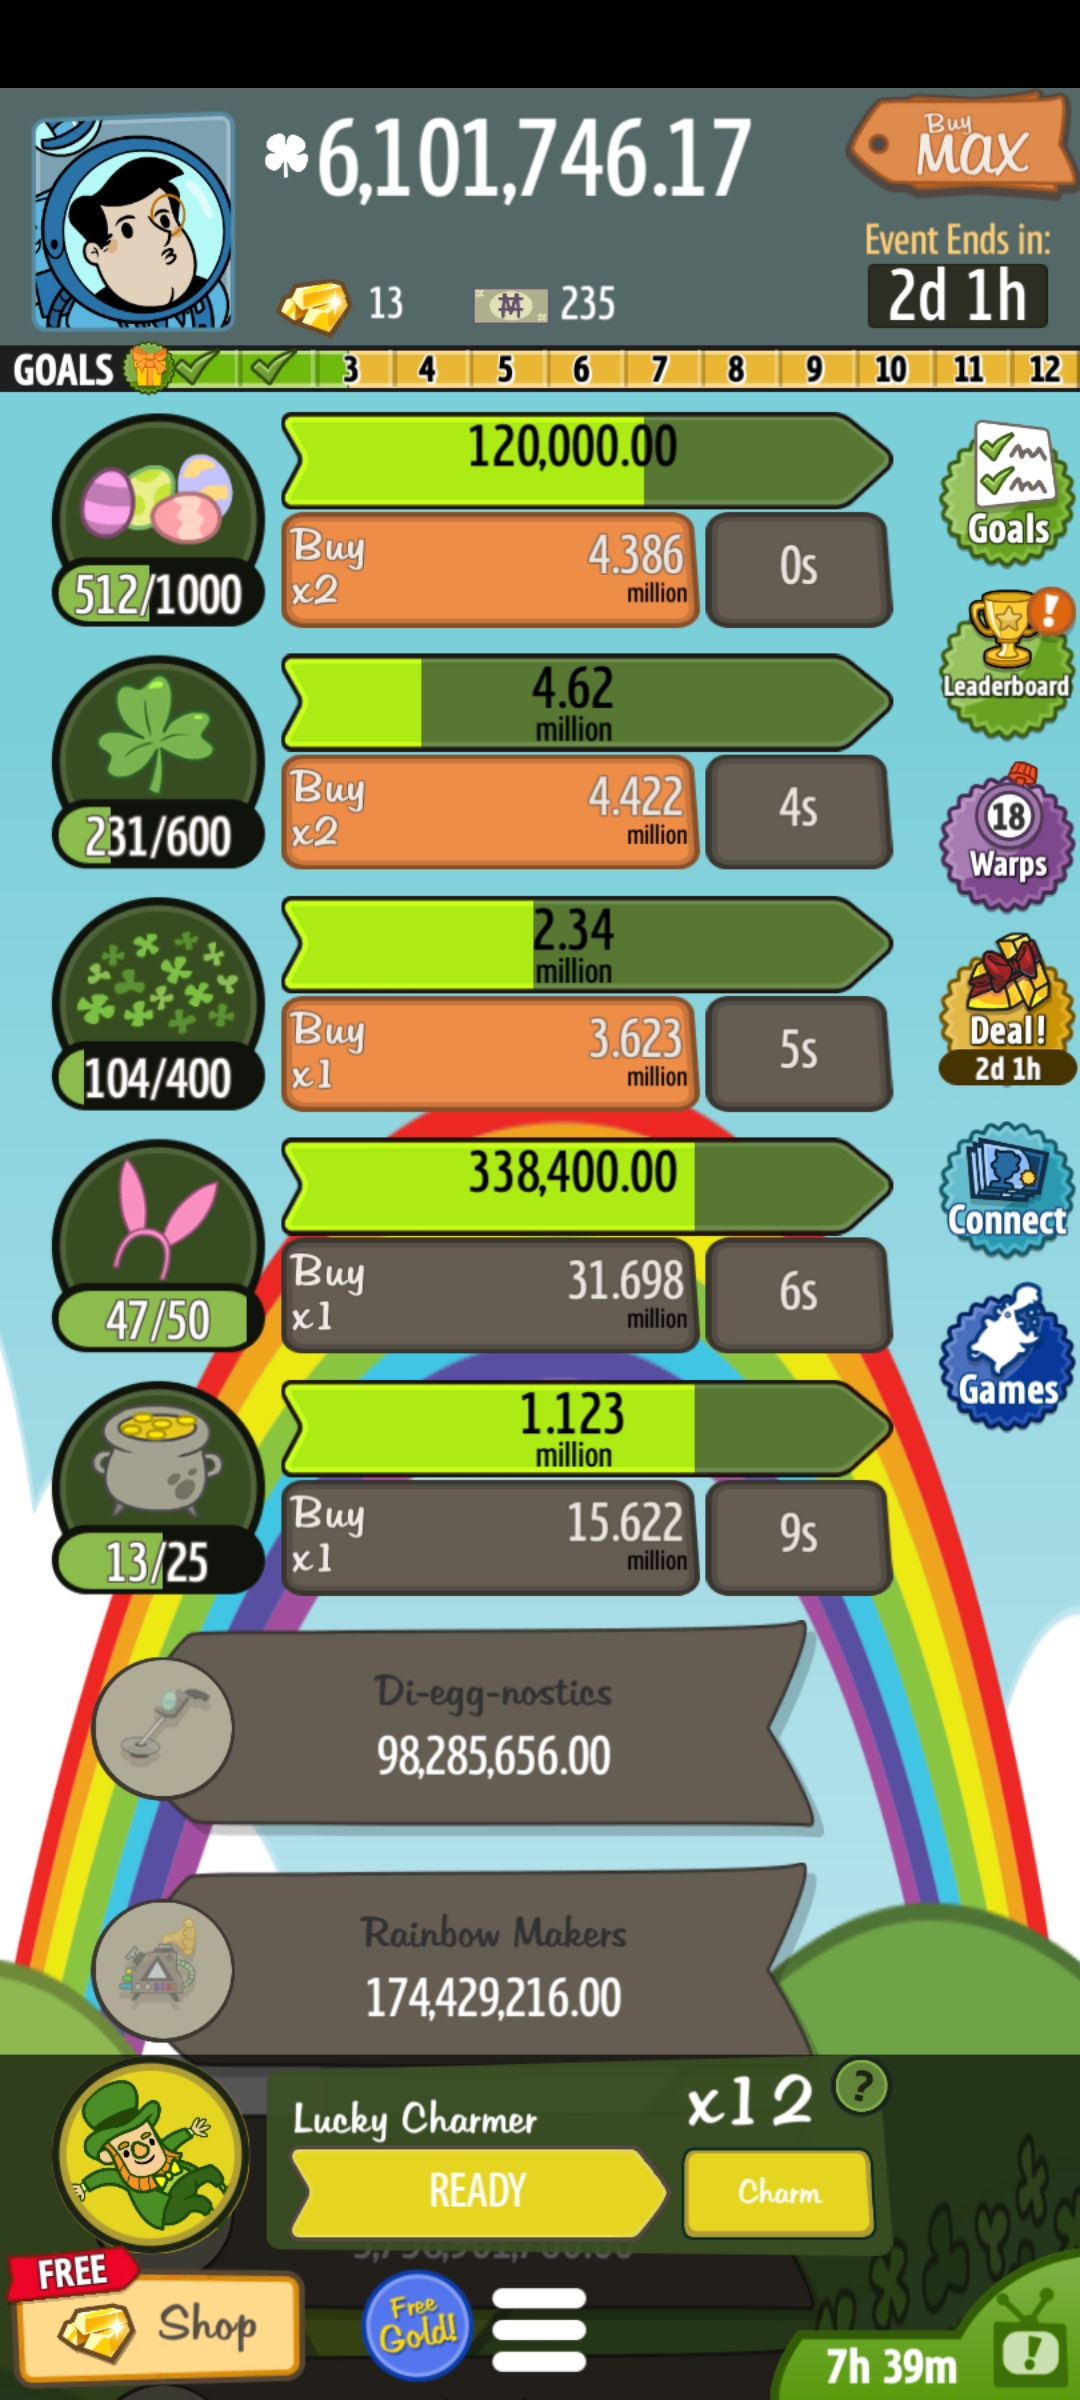 6,101,746.17
Buy
MAX
Event Ends in:
2d 1h
13
235
GOALS
3 4 5 6 7 8 9 10 11 12
120,000.00
Buy
x2
4.386
million
0s
512/1000
Goals
4.62
million
Buy
x2
4.422
million
4s
231/600
Leaderboard
18
Warps
2.34
million
Buy
x1
3.623
million
5s
104/400
Deal!
2d 1h
338,400.00
Buy
x1
31.698
million
6s
47/50
Connect
1.123
million
Buy
x1
15.622
million
9s
13/25
Games
Di-egg-nostics
98,285,656.00
Rainbow Makers
174,429,216.00
Lucky Charmer
x12
?
READY
Charm
FREE
Shop
Free
Gold!
7h 39m